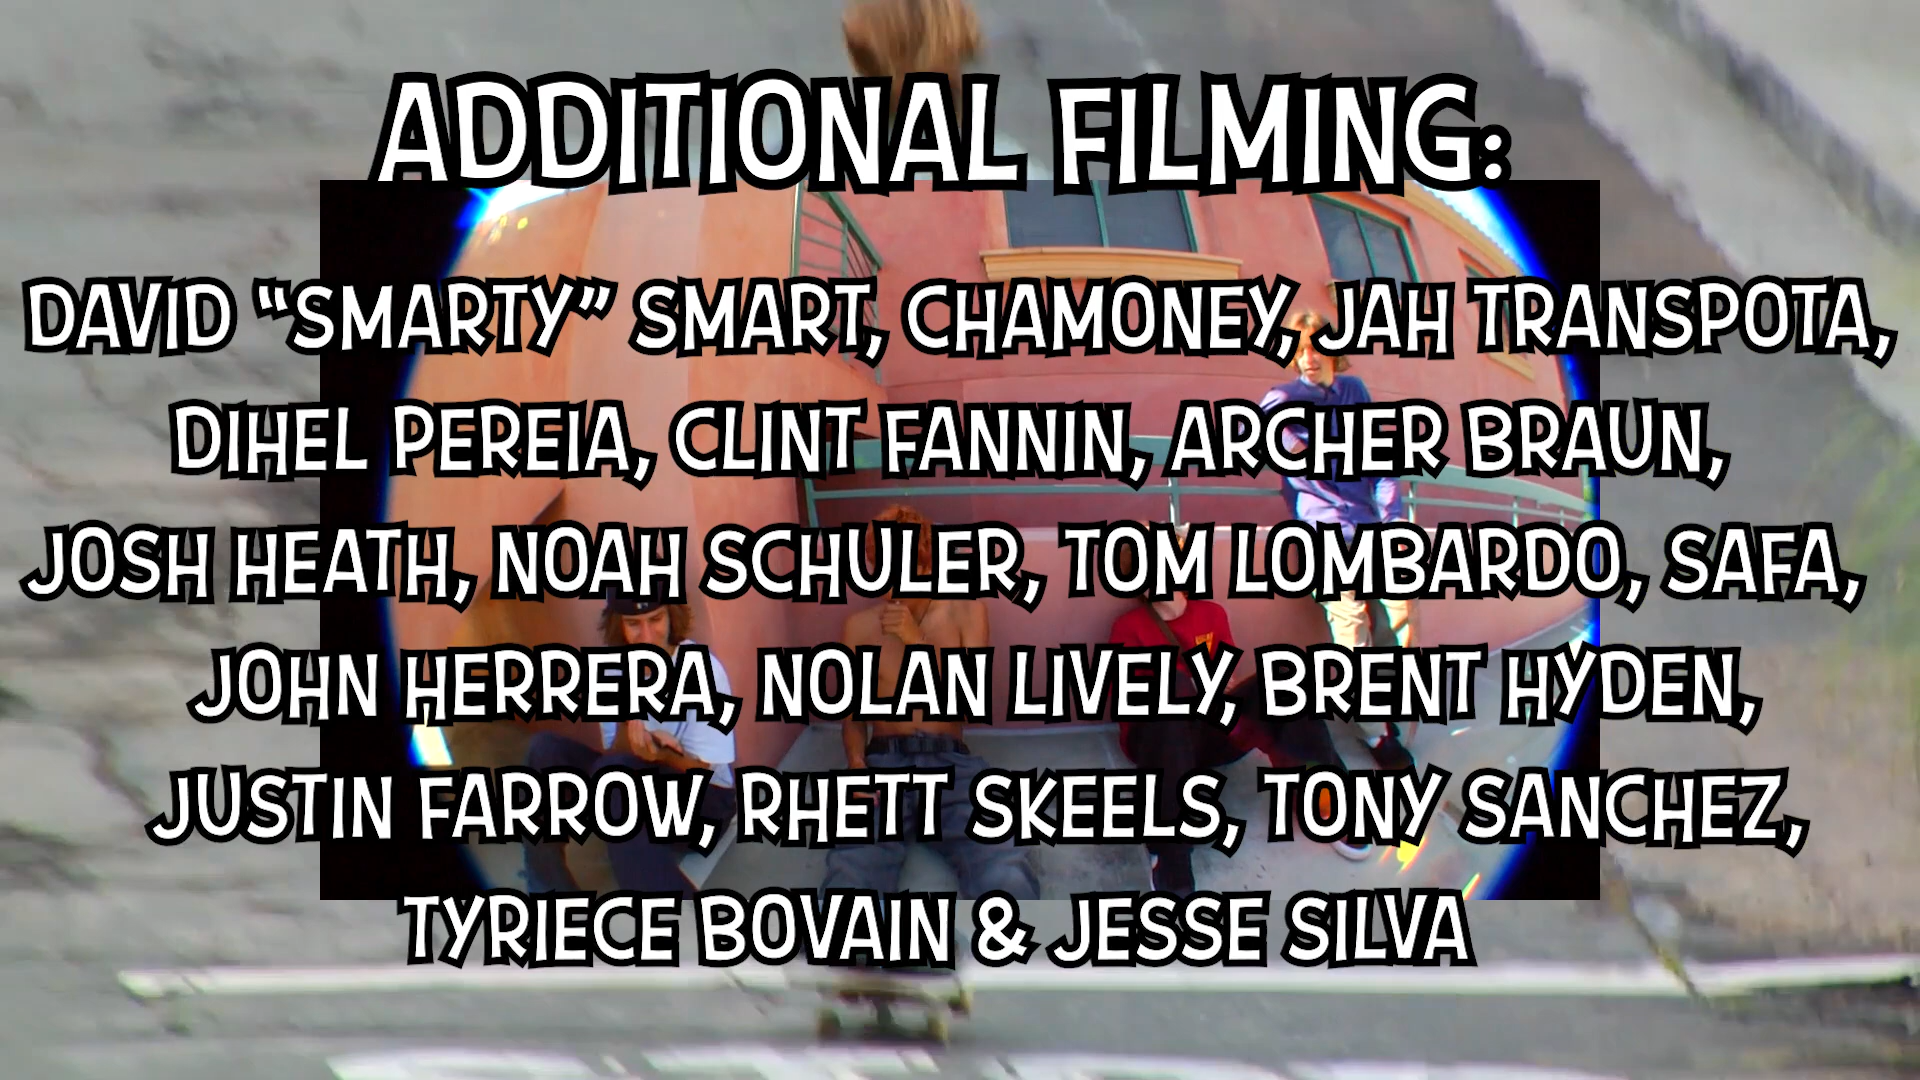 ADDITIONAL FILMING:
DAVID “SMARTY” SMART, CHAMONEY, JAH TRANSPOTA,
DIHEL PEREIA, CLINT FANNIN, ARCHER BRAUN,
JOSH HEATH, NOAH SCHULER, TOM LOMBARDO, SAFA,
JOHN HERRERA, NOLAN LIVELY, BRENT HYDEN,
JUSTIN FARROW, RHETT SKEELS, TONY SANCHEZ,
TYRIECE BOVAIN & JESSE SILVA